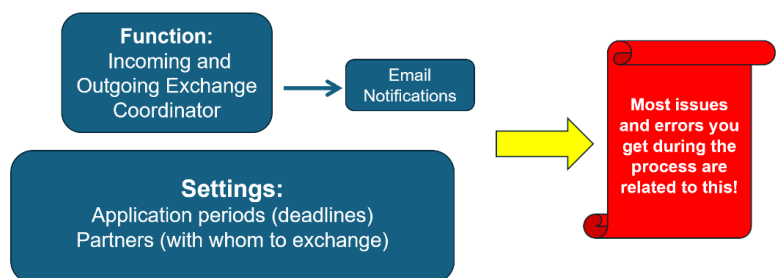 Function:
Incoming and
Outgoing Exchange
Coordinator
Email
Notifications
Settings:
Application periods (deadlines)
Partners (with whom to exchange)
Most issues
and errors you
get during the
process are
related to this!